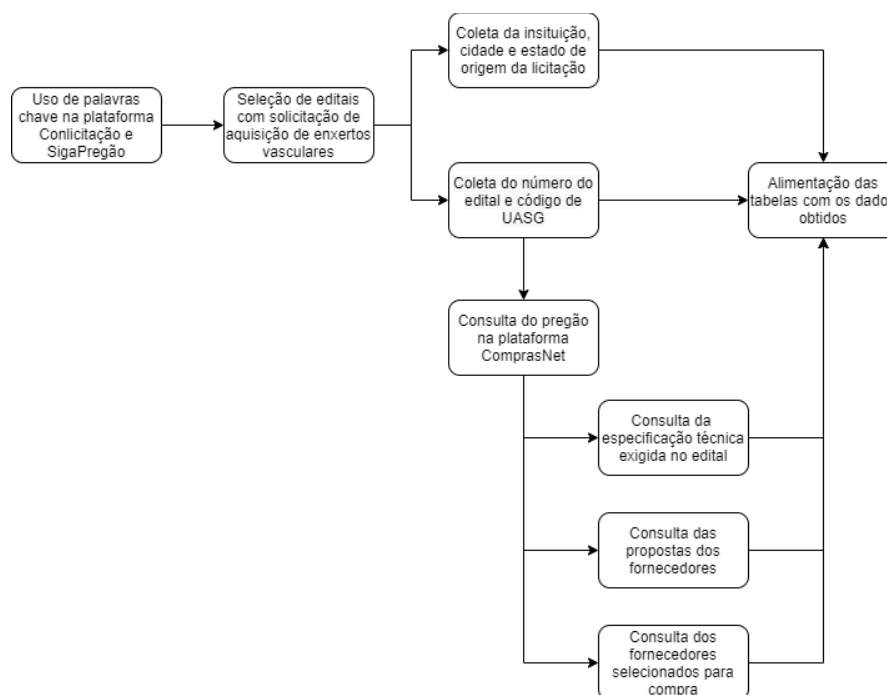 Coleta da insituição,
cidade e estado de
origem da licitação
Uso de palavras
chave na plataforma
Conlicitação e
SigaPregão
Seleção de editais
com solicitação de
aquisição de enxertos
vasculares
Coleta do número do
edital e código de
UASG
Alimentação das
tabelas com os dado
obtidos
Consulta do pregão
na plataforma
ComprasNet
Consulta da
especificação técnica
exigida no edital
Consulta das
propostas dos
fornecedores
Consulta dos
fornecedores
selecionados para
compra